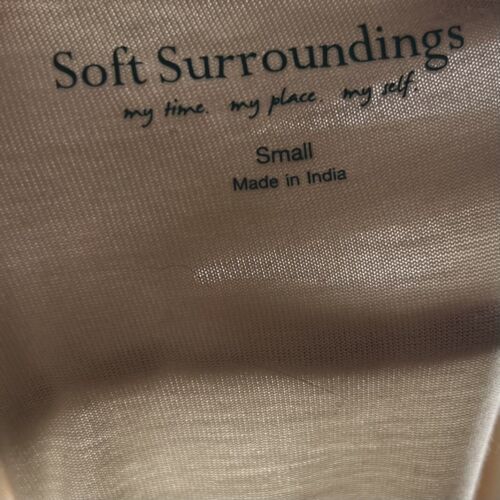 Soft Surroundings
my time. my place. my self.
Small
Made in India